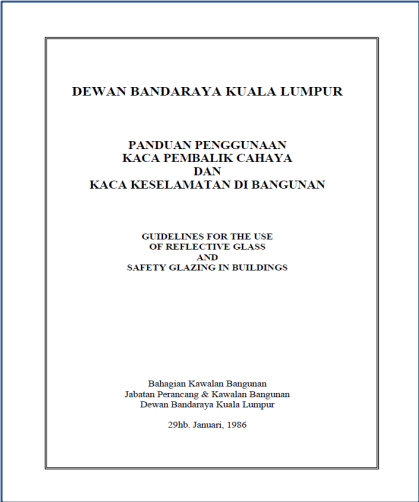 DEWAN BANDARAYA KUALA LUMPUR
PANDUAN PENGGUNAAN
KACA PEMBALIK CAHAYA
DAN
KACA KESELAMATAN DI BANGUNAN
GUIDELINES FOR THE USE
OF REFLECTIVE GLASS
AND
SAFETY GLAZING IN BUILDINGS
Bahagian Kawalan Bangunan
Jabatan Perancang & Kawalan Bangunan
Dewan Bandaraya Kuala Lumpur
29hb. Januari, 1986